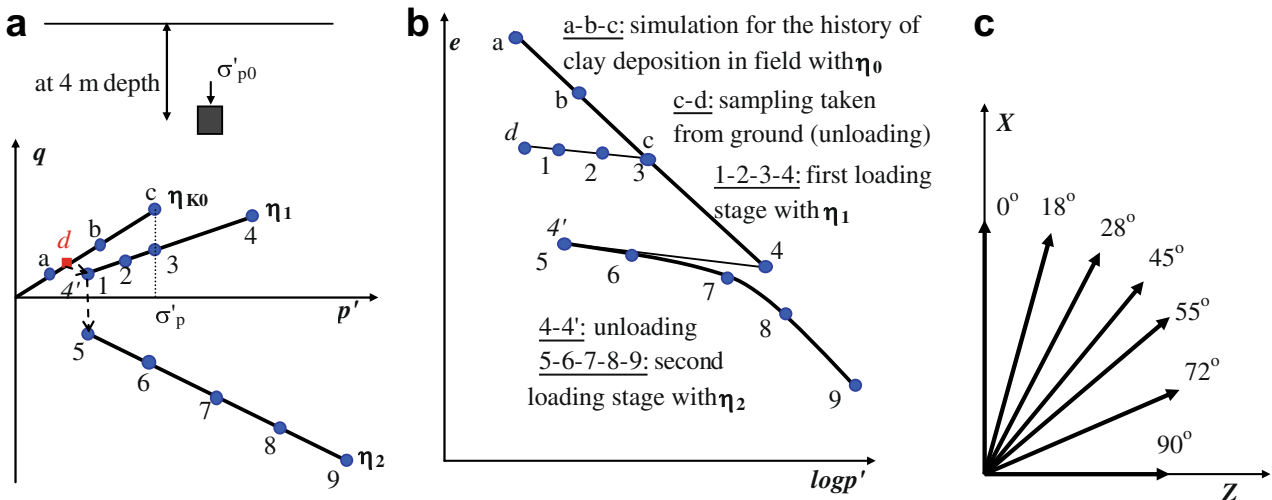 a
at 4 m depth
σ'p0
q
a
b
c
ηK0
d
4'
1
2
3
4
η1
σ'p
p'
5
6
7
8
9
η2
b
e
a
a-b-c: simulation for the history of
clay deposition in field with η0
b
c-d: sampling taken
from ground (unloading)
d
1
2
3
c
1-2-3-4: first loading
stage with η1
4'
5
6
4
7
8
9
4-4': unloading
5-6-7-8-9: second
loading stage with η2
logp'
c
X
0°
18°
28°
45°
55°
72°
90°
Z